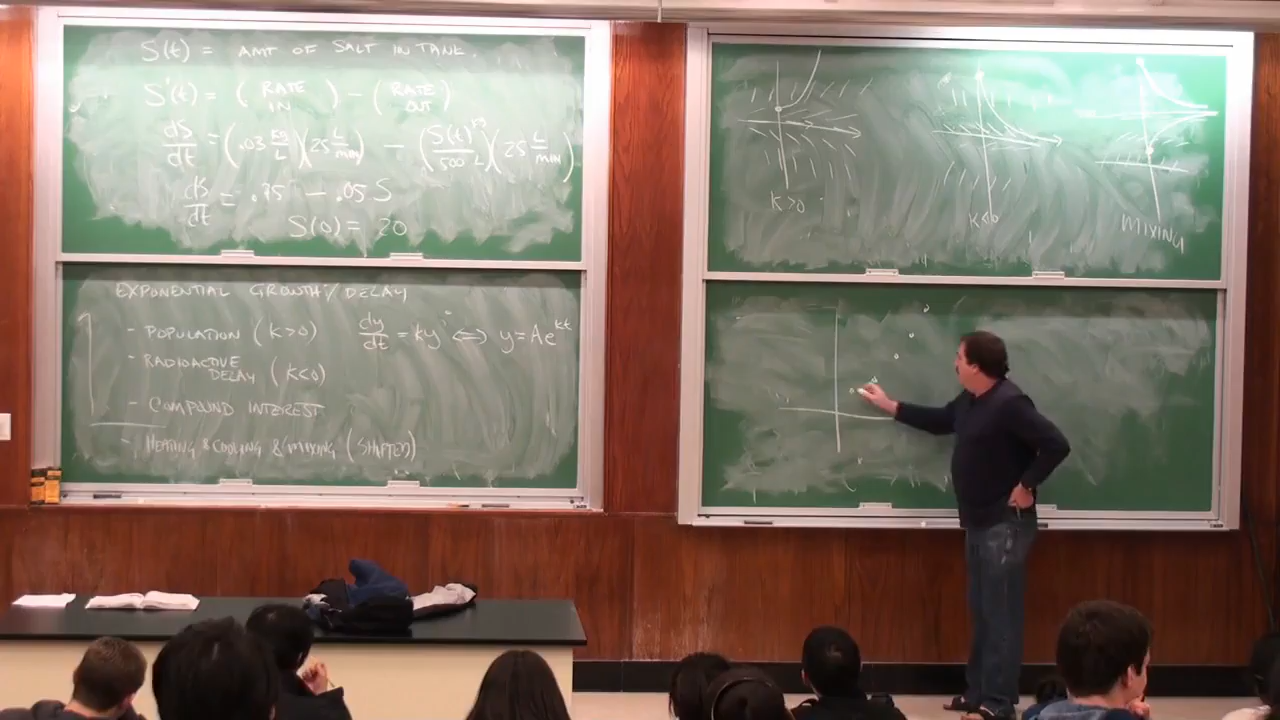 S(t) = AMT OF SALT IN TANK.
S'(t) = (RATE IN) - (RATE OUT)
dS/dt = (.03 kg/L)(25 L/min) - (S(t) kg/500 L)(25 L/min)
dS/dt = .75 - .05 S
S(0) = 20
EXPONENTIAL GROWTH/DELAY
- POPULATION (K>0) dy/dt = ky ⟺ y = Ae^kt
- RADIOACTIVE
DELAY (K<0)
- COMPOUND INTEREST
- HEATING & COOLING & MIXING (SHIFTED)
K>0
K<0
MIXING